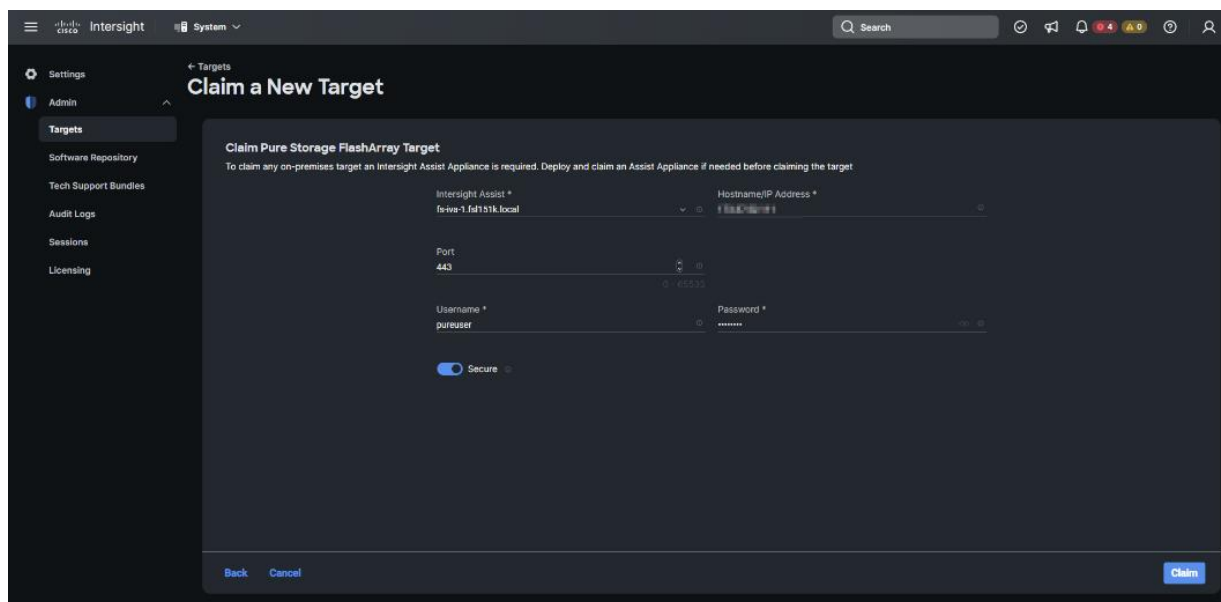 cisco Intersight System Search 4 0
Settings
Admin
Targets
Software Repository
Tech Support Bundles
Audit Logs
Sessions
Licensing
← Targets
Claim a New Target
Claim Pure Storage FlashArray Target
To claim any on-premises target an Intersight Assist Appliance is required. Deploy and claim an Assist Appliance if needed before claiming the target
Intersight Assist * Hostname/IP Address *
fs-iva-1.fsl151k.local
Port
443
0 - 65535
Username * Password *
pureuser ••••••••
Secure
Back Cancel Claim